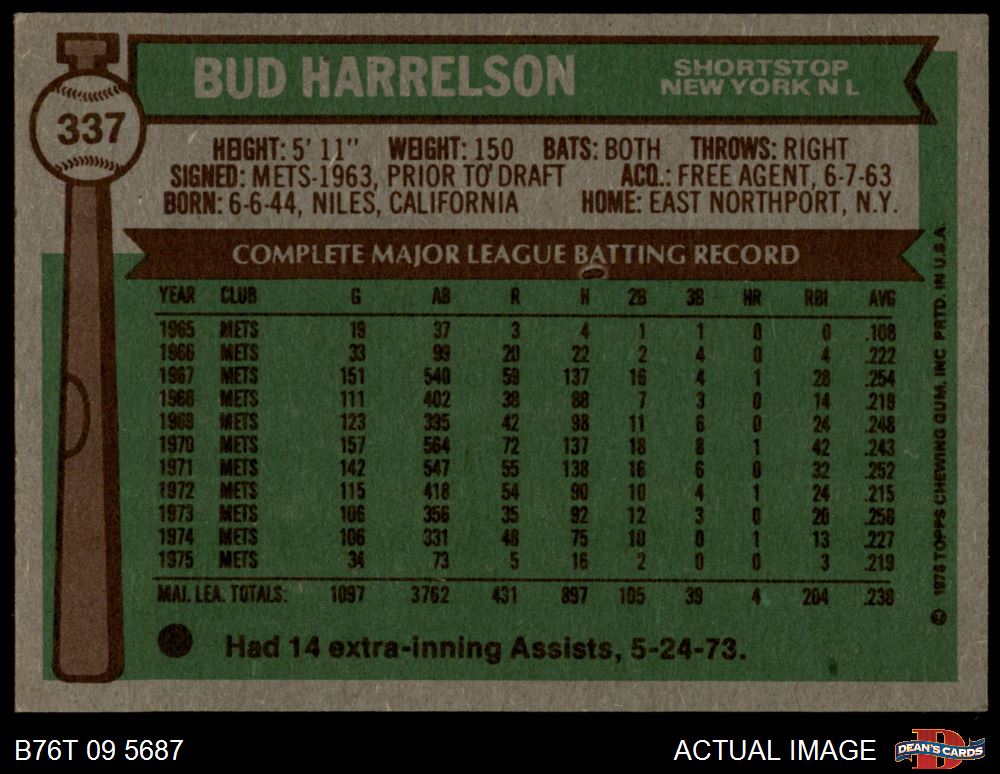 337
BUD HARRELSON
SHORTSTOP
NEW YORK N L
HEIGHT: 5' 11" WEIGHT: 150 BATS: BOTH THROWS: RIGHT
SIGNED: METS-1963, PRIOR TO DRAFT ACQ.: FREE AGENT, 6-7-63
BORN: 6-6-44, NILES, CALIFORNIA HOME: EAST NORTHPORT, N.Y.
COMPLETE MAJOR LEAGUE BATTING RECORD
YEAR CLUB G AB R H 2B 3B HR RBI AVG
1965 METS 19 37 3 4 1 1 0 0 .108
1966 METS 33 99 20 22 2 4 0 4 .222
1967 METS 151 540 59 137 16 4 1 28 .254
1968 METS 111 402 38 88 7 3 0 14 .219
1969 METS 123 395 42 98 11 6 0 24 .248
1970 METS 157 564 72 137 18 8 1 42 .243
1971 METS 142 547 55 138 16 6 0 32 .252
1972 METS 115 418 54 90 10 4 1 24 .215
1973 METS 106 356 35 92 12 3 0 20 .258
1974 METS 106 331 48 75 10 0 1 13 .227
1975 METS 34 73 5 16 2 0 0 3 .219
MAJ. LEA. TOTALS: 1097 3762 431 897 105 39 4 204 .238
Had 14 extra-inning Assists, 5-24-73.
© 1976 TOPPS CHEWING GUM, INC PRTD. IN U.S.A.
B76T 09 5687
ACTUAL IMAGE
DEAN'S CARDS